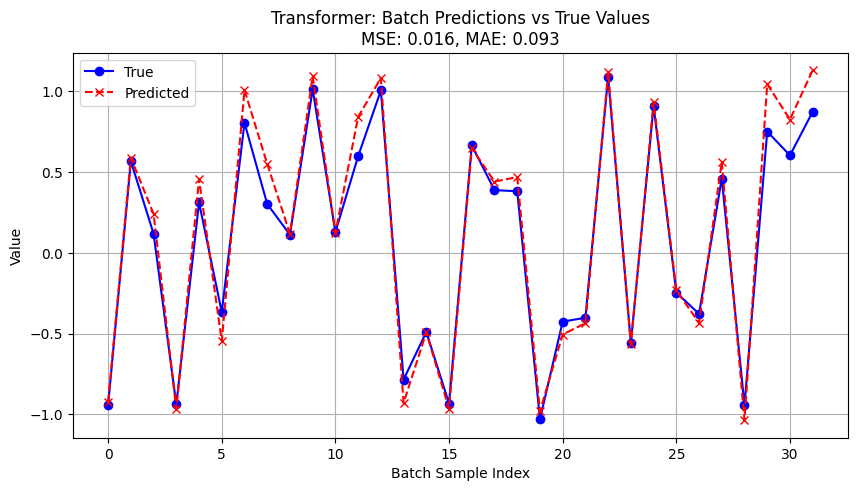 Transformer: Batch Predictions vs True Values
MSE: 0.016, MAE: 0.093
True
Predicted
Value
1.0
0.5
0.0
−0.5
−1.0
0 5 10 15 20 25 30
Batch Sample Index